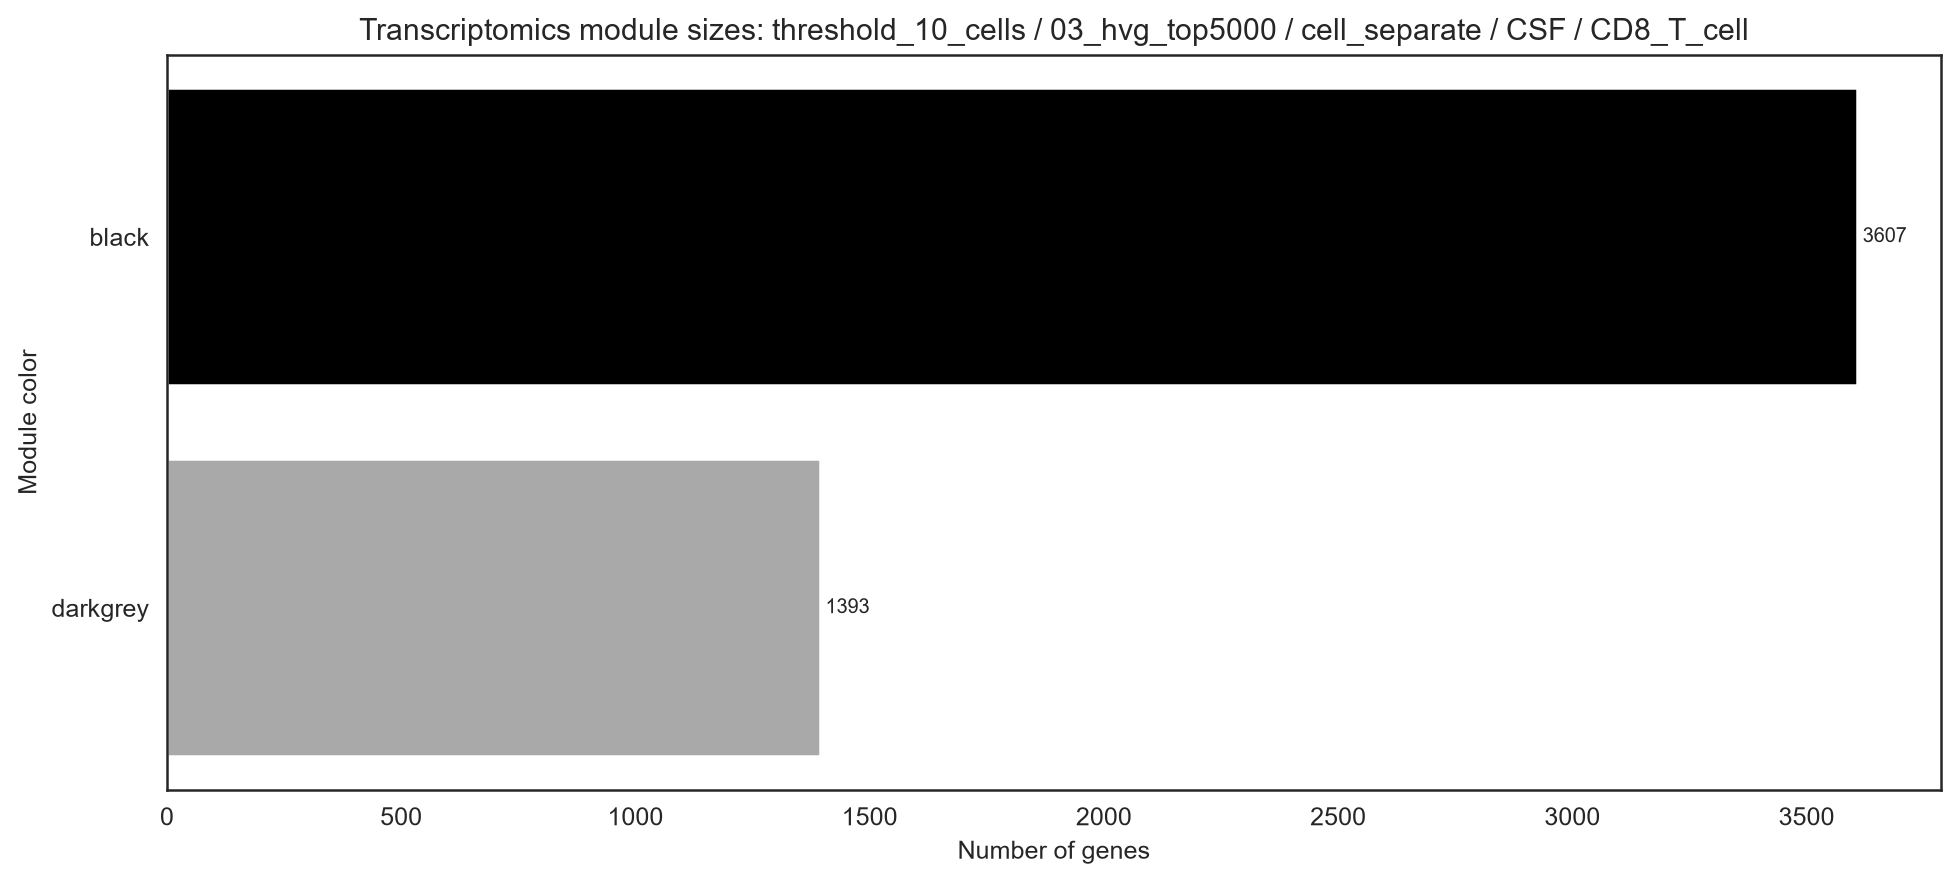 Transcriptomics module sizes: threshold_10_cells / 03_hvg_top5000 / cell_separate / CSF / CD8_T_cell
black
3607
Module color
darkgrey
1393
0 500 1000 1500 2000 2500 3000 3500
Number of genes